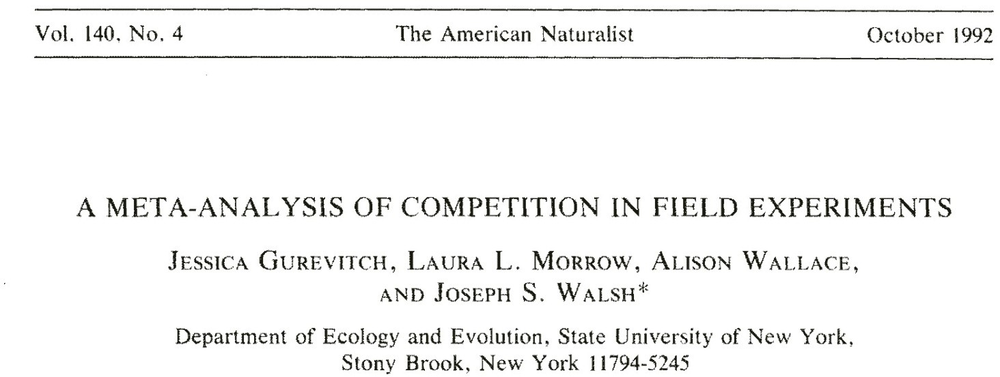 Vol. 140, No. 4 The American Naturalist October 1992
A META-ANALYSIS OF COMPETITION IN FIELD EXPERIMENTS
JESSICA GUREVITCH, LAURA L. MORROW, ALISON WALLACE,
AND JOSEPH S. WALSH*
Department of Ecology and Evolution, State University of New York,
Stony Brook, New York 11794-5245